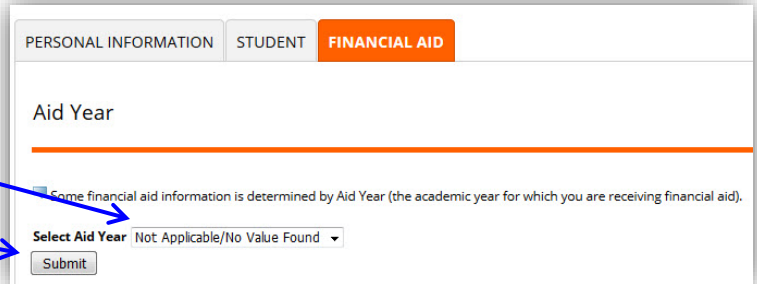 PERSONAL INFORMATION STUDENT FINANCIAL AID
Aid Year
Some financial aid information is determined by Aid Year (the academic year for which you are receiving financial aid).
Select Aid Year Not Applicable/No Value Found
Submit